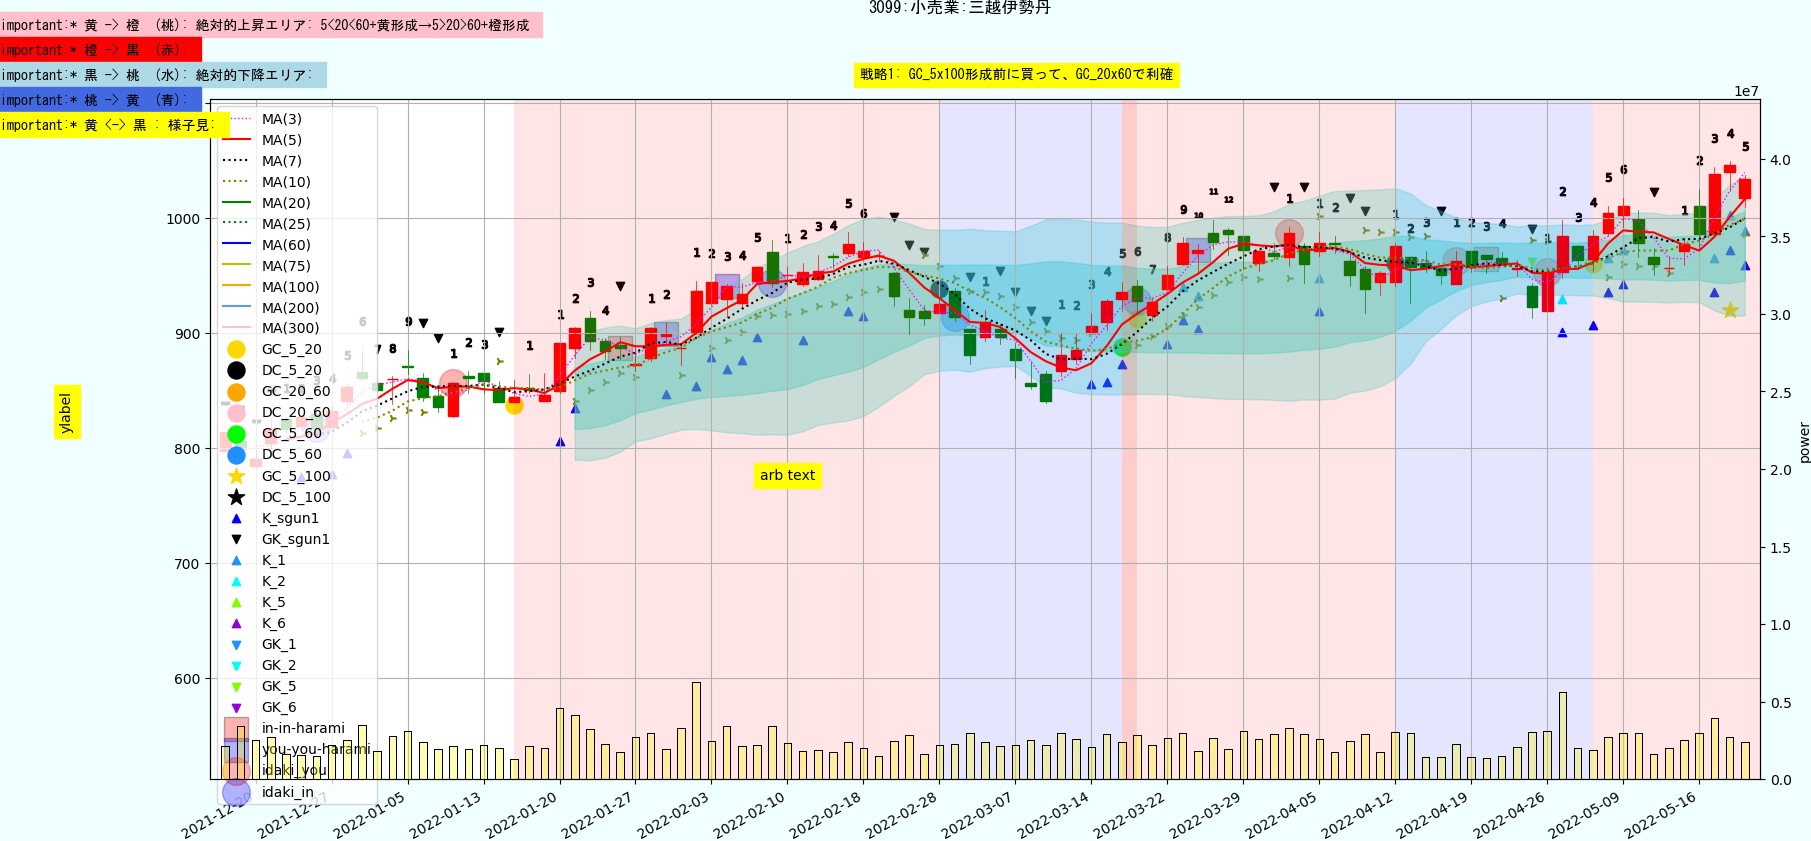 3099:小売業:三越伊勢丹
important:* 黄 -> 橙 (桃): 絶対的上昇エリア: 5<20<60+黄形成→5>20>60+橙形成
important:* 橙 -> 黒 (赤):
important:* 黒 -> 桃 (水): 絶対的下降エリア:
important:* 桃 -> 黄 (青):
important:* 黄 <-> 黒 : 様子見:
戦略1: GC_5x100形成前に買って、GC_20x60で利確
1e7
MA(3)
MA(5)
MA(7)
MA(10)
MA(20)
MA(25)
MA(60)
MA(75)
MA(100)
MA(200)
MA(300)
GC_5_20
DC_5_20
GC_20_60
DC_20_60
GC_5_60
DC_5_60
GC_5_100
DC_5_100
K_sgun1
GK_sgun1
K_1
K_2
K_5
K_6
GK_1
GK_2
GK_5
GK_6
in-in-harami
you-you-harami
idaki_you
idaki_in
ylabel
1000
900
800
700
600
arb text
power
4.0
3.5
3.0
2.5
2.0
1.5
1.0
0.5
0.0
2021-12-20
2021-12-27
2022-01-05
2022-01-13
2022-01-20
2022-01-27
2022-02-03
2022-02-10
2022-02-18
2022-02-28
2022-03-07
2022-03-14
2022-03-22
2022-03-29
2022-04-05
2022-04-12
2022-04-19
2022-04-26
2022-05-09
2022-05-16